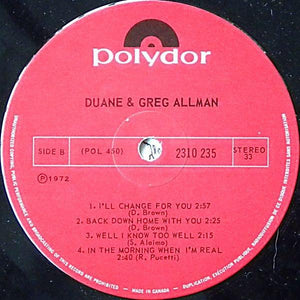 polydor
DUANE & GREG ALLMAN
SIDE B
(POL 450)
2310 235
STEREO
33
Ⓟ1972
1. I'LL CHANGE FOR YOU 2:57
(D. Brown)
2. BACK DOWN HOME WITH YOU 2:25
(D. Brown)
3. WELL I KNOW TOO WELL 2:15
(S. Alaimo)
4. IN THE MORNING WHEN I'M REAL
2:40 (R. Pucetti)
MADE IN CANADA